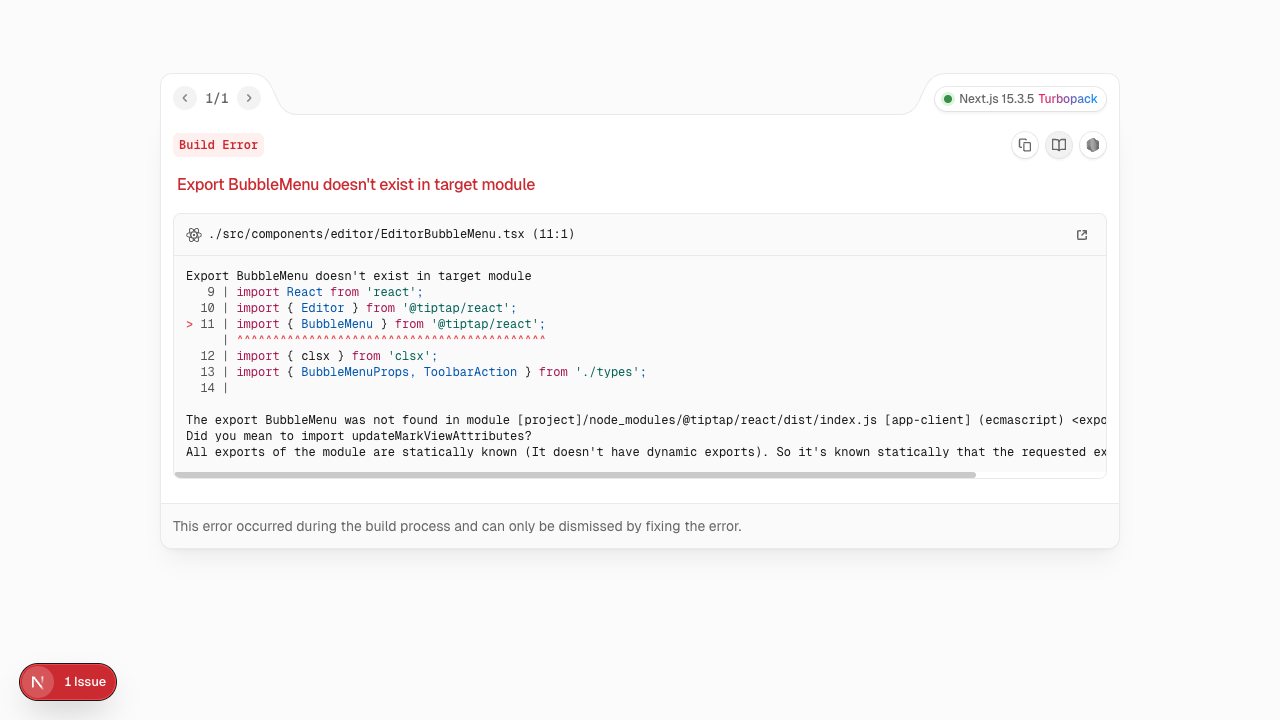 1/1
Next.js 15.3.5 Turbopack
Build Error
Export BubbleMenu doesn't exist in target module
./src/components/editor/EditorBubbleMenu.tsx (11:1)
Export BubbleMenu doesn't exist in target module
9 | import React from 'react';
10 | import { Editor } from '@tiptap/react';
> 11 | import { BubbleMenu } from '@tiptap/react';
| ^^^^^^^^^^^^^^^^^^^^^^^^^^^^^^^^^^^^^^^^^^^
12 | import { clsx } from 'clsx';
13 | import { BubbleMenuProps, ToolbarAction } from './types';
14 |
The export BubbleMenu was not found in module [project]/node_modules/@tiptap/react/dist/index.js [app-client] (ecmascript) <expo
Did you mean to import updateMarkViewAttributes?
All exports of the module are statically known (It doesn't have dynamic exports). So it's known statically that the requested ex
This error occurred during the build process and can only be dismissed by fixing the error.
N 1 Issue